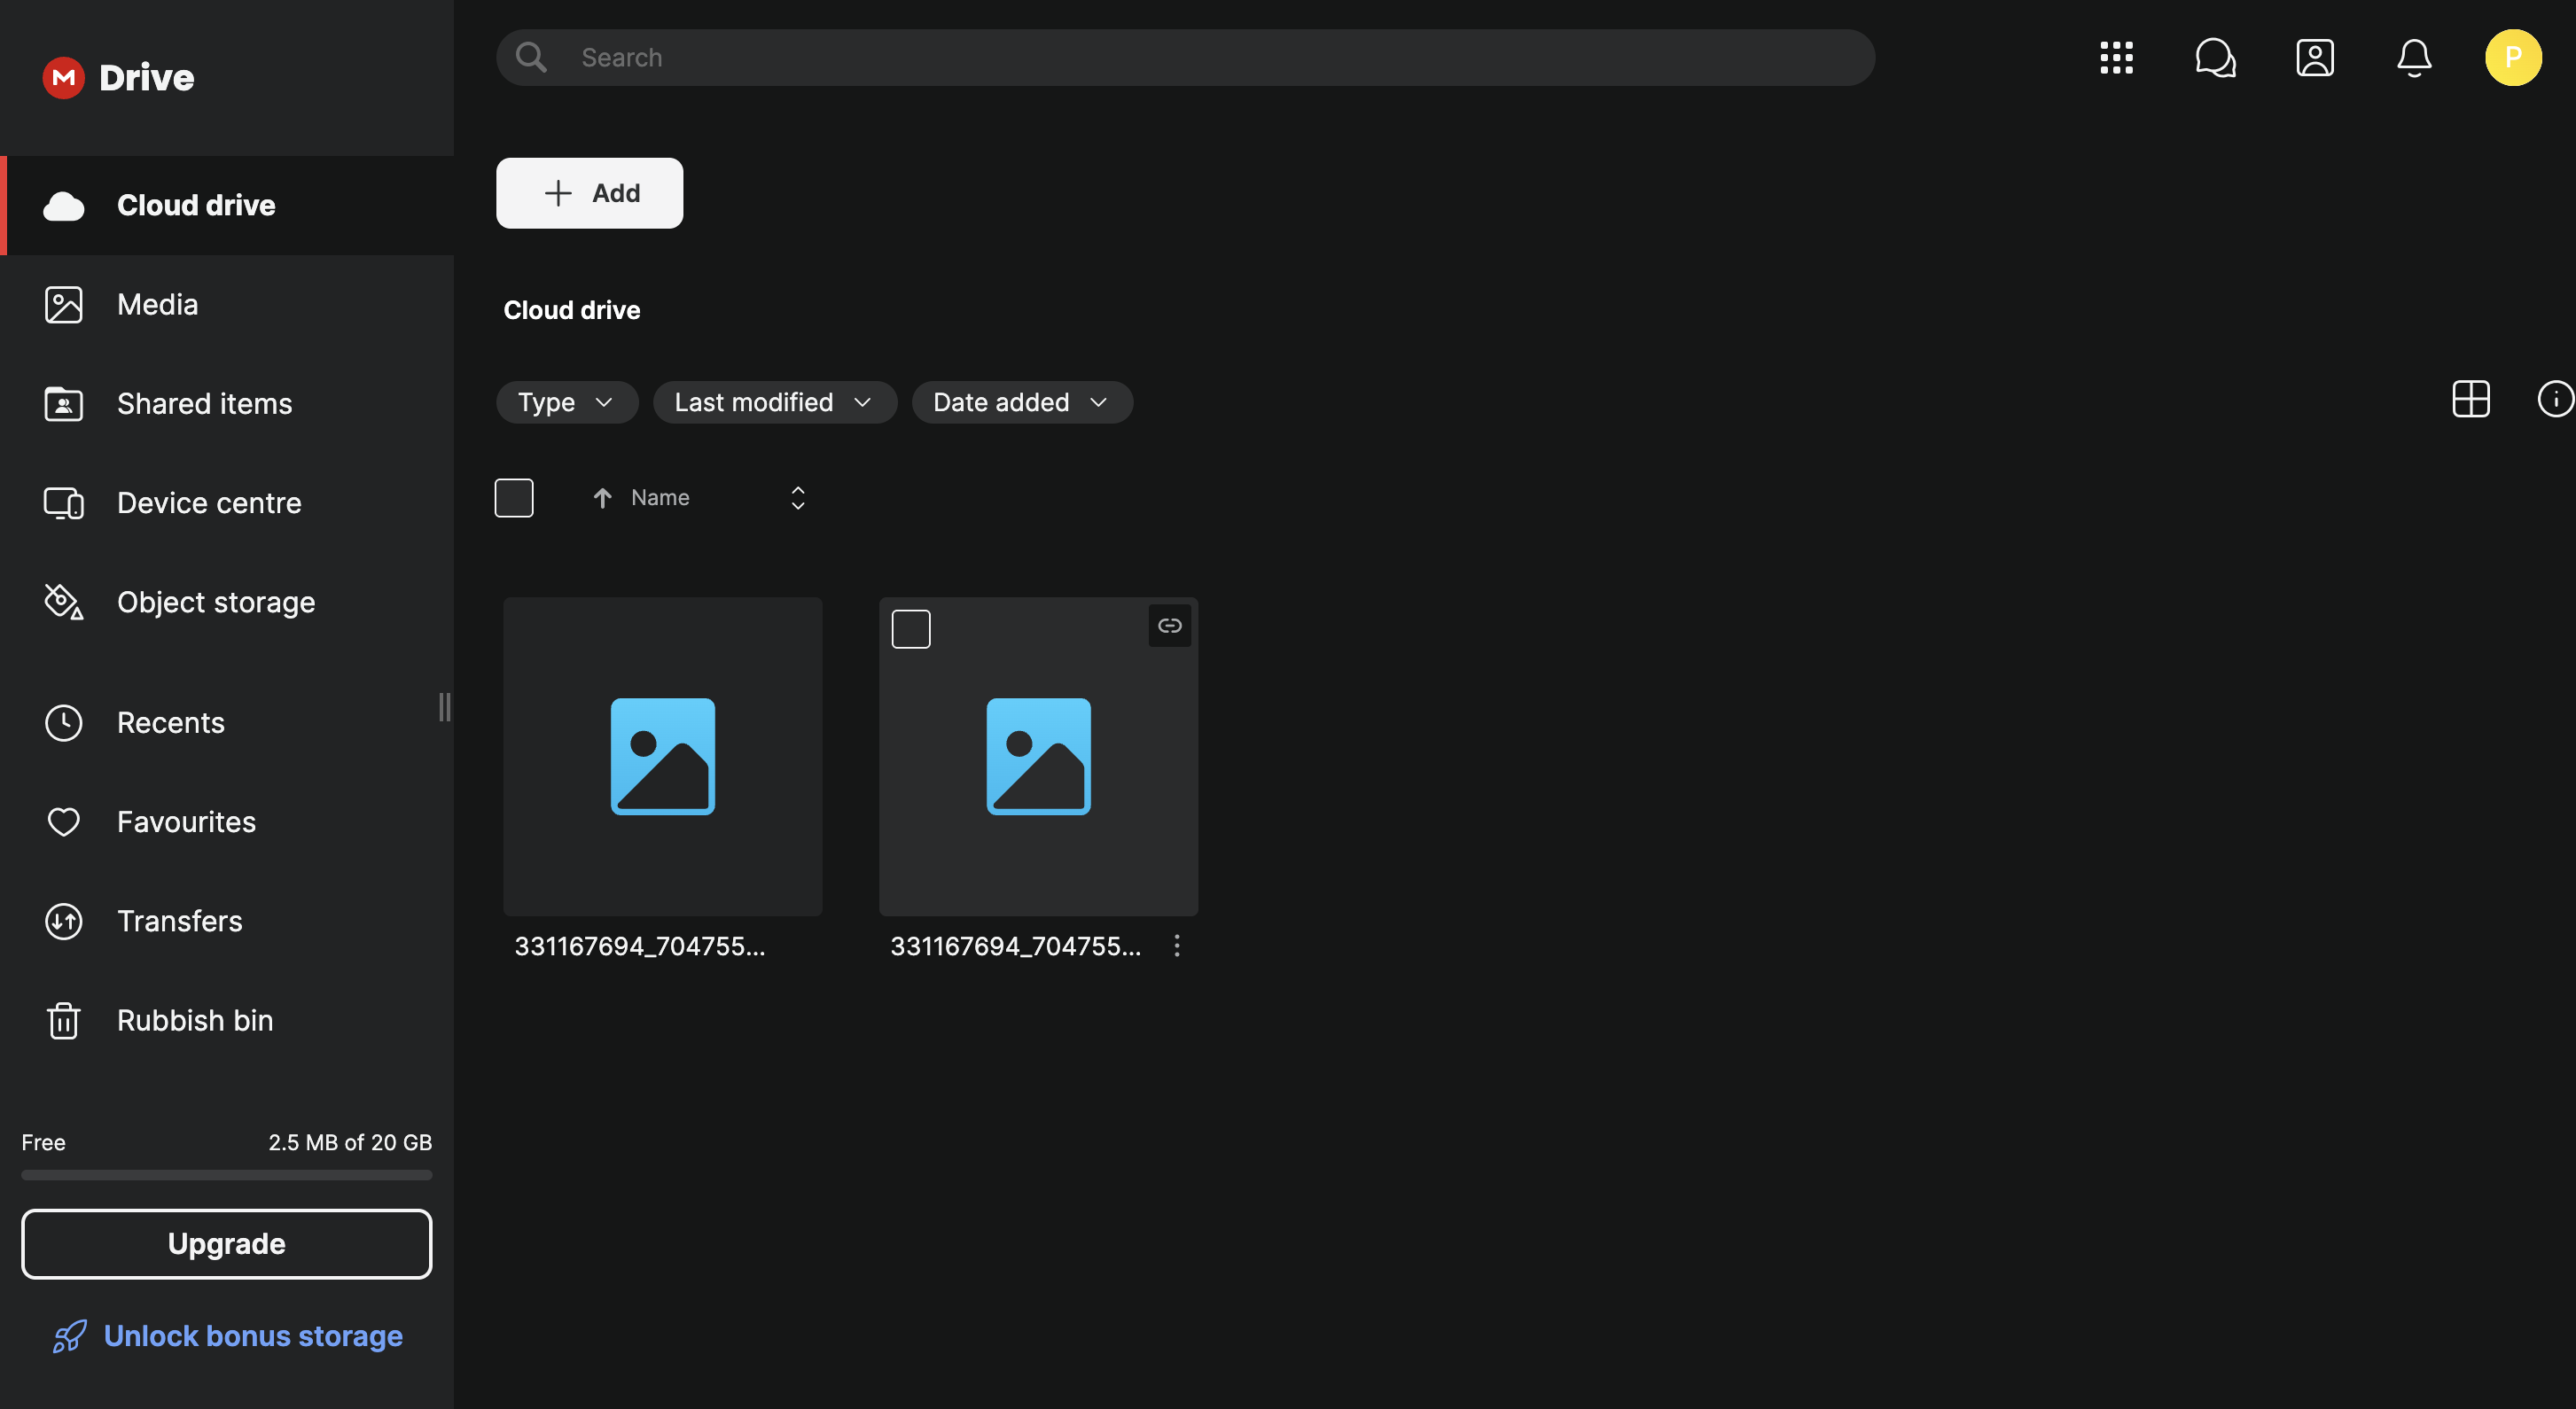 M Drive
Search
P
Cloud drive
Media
Shared items
Device centre
Object storage
Recents
Favourites
Transfers
Rubbish bin
Free 2.5 MB of 20 GB
Upgrade
Unlock bonus storage
Add
Cloud drive
Type Last modified Date added
Name
331167694_704755... 331167694_704755...